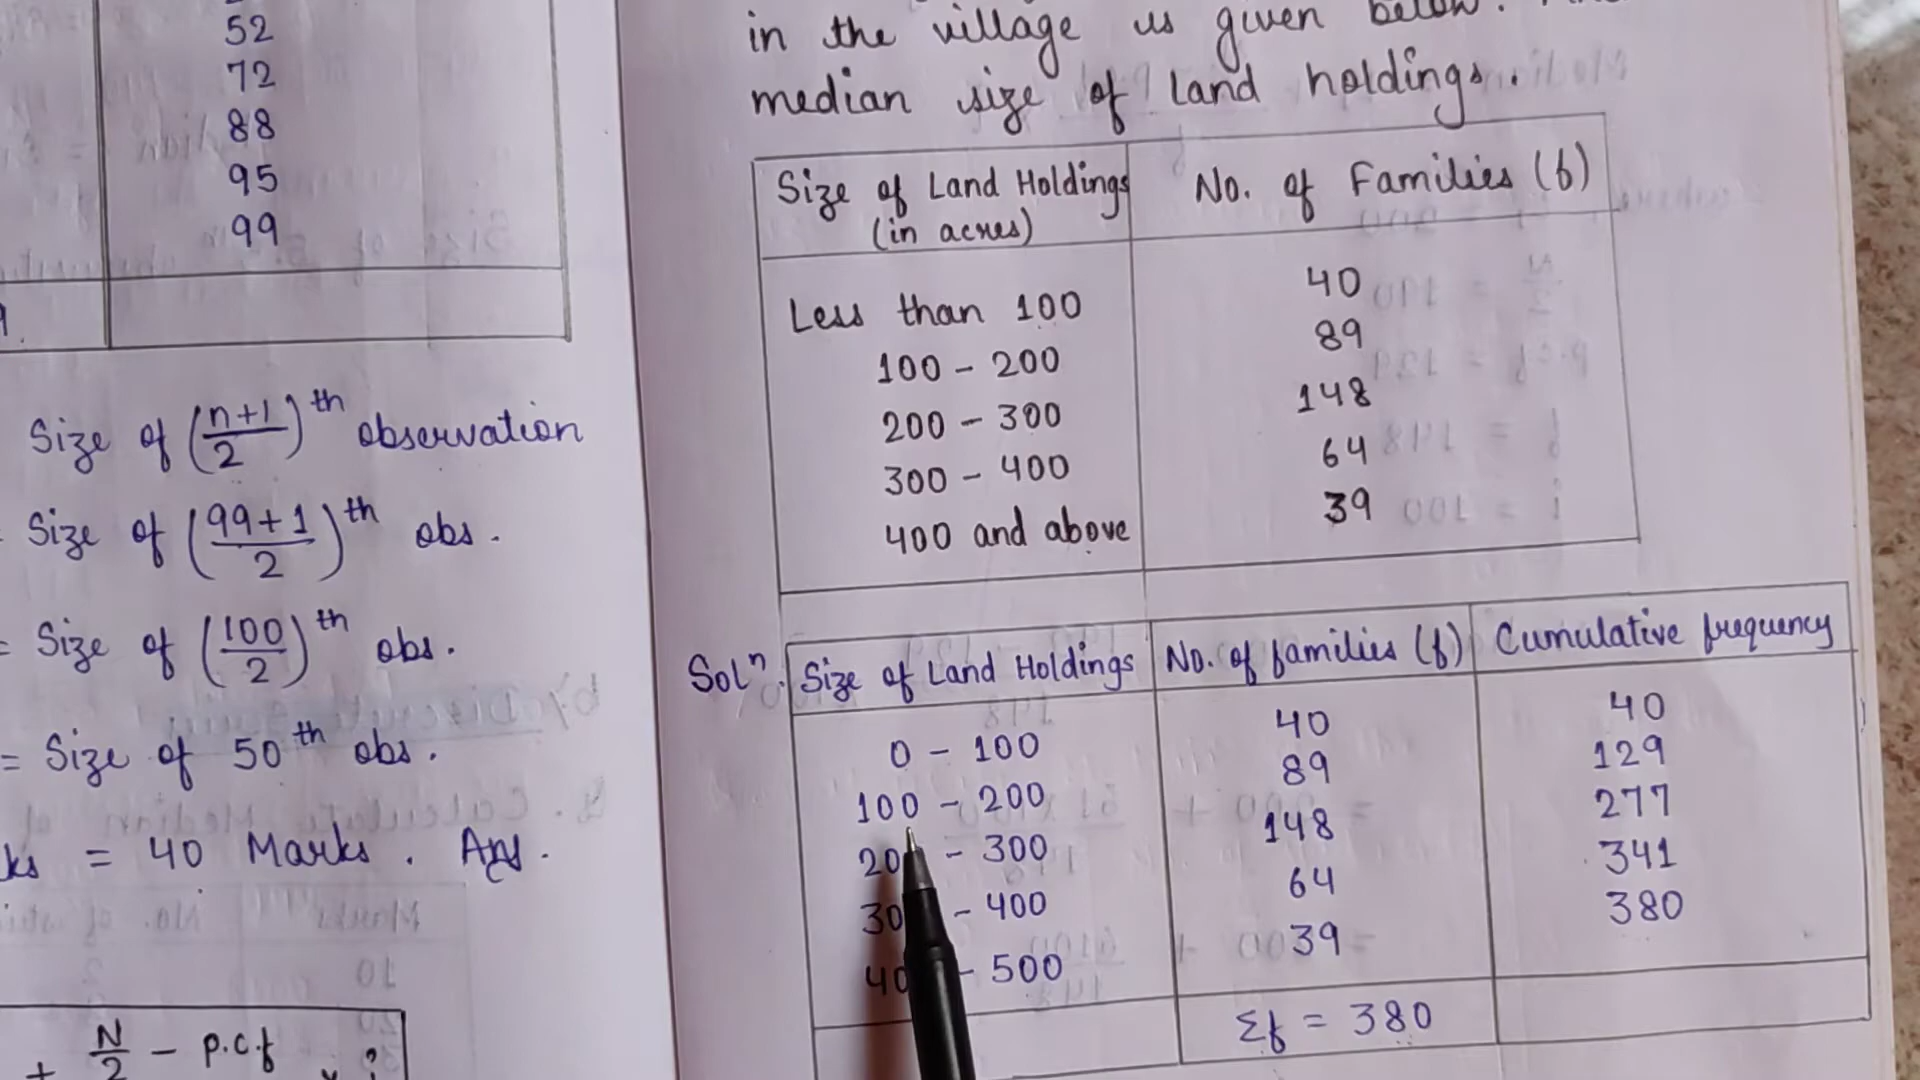 52
72
88
95
99
Size of (n+1/2)th observation
Size of (99+1/2)th obs.
= Size of (100/2)th obs.
= Size of 50th obs.
= 40 Marks. Ans.
+ N/2 - p.c.f
× i
in the village is given below.
median size of land holdings.
Size of Land Holdings (in acres) No. of Families (f)
Less than 100 40
100 - 200 89
200 - 300 148
300 - 400 64
400 and above 39
Soln. Size of Land Holdings No. of families (f) Cumulative frequency
0 - 100 40 40
100 - 200 89 129
20 - 300 148 277
30 - 400 64 341
40 - 500 39 380
Σf = 380